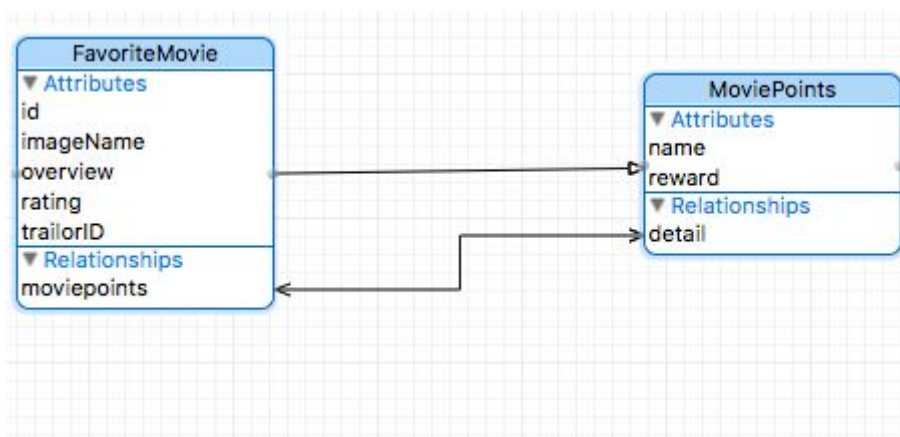 FavoriteMovie
▼ Attributes
id
imageName
overview
rating
trailorID
▼ Relationships
moviepoints
MoviePoints
▼ Attributes
name
reward
▼ Relationships
detail